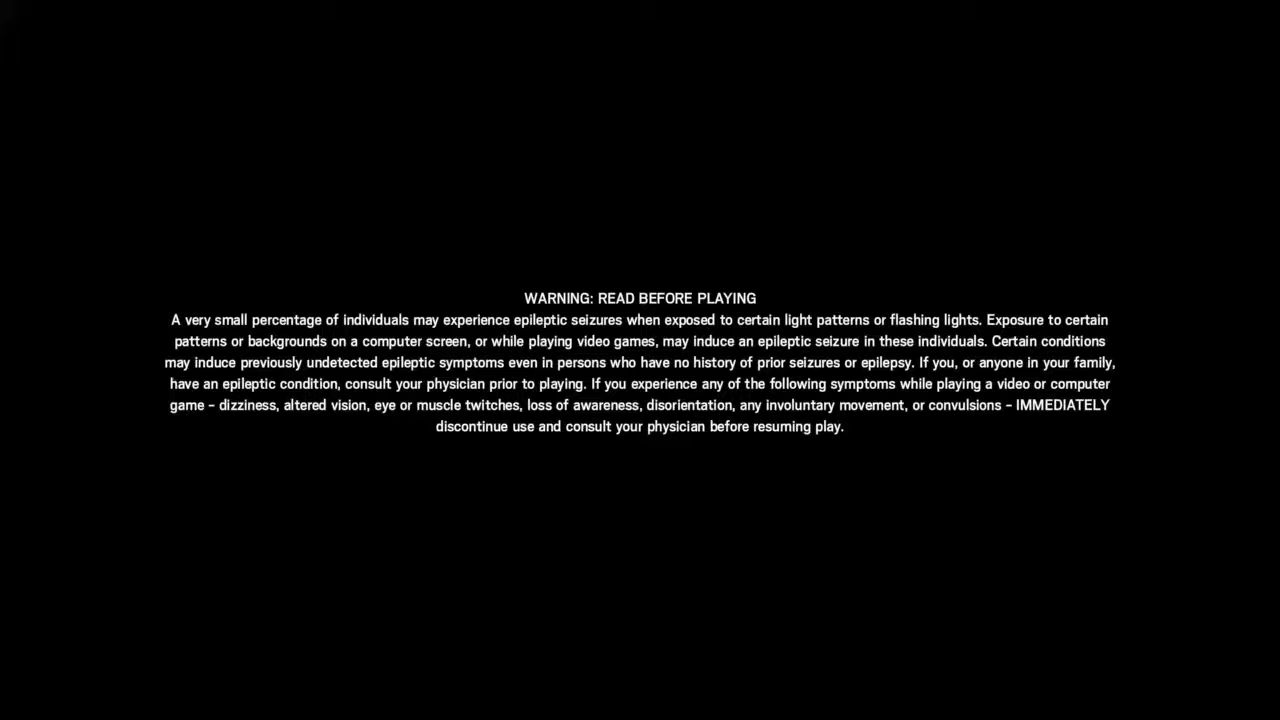 WARNING: READ BEFORE PLAYING
A very small percentage of individuals may experience epileptic seizures when exposed to certain light patterns or flashing lights. Exposure to certain
patterns or backgrounds on a computer screen, or while playing video games, may induce an epileptic seizure in these individuals. Certain conditions
may induce previously undetected epileptic symptoms even in persons who have no history of prior seizures or epilepsy. If you, or anyone in your family,
have an epileptic condition, consult your physician prior to playing. If you experience any of the following symptoms while playing a video or computer
game – dizziness, altered vision, eye or muscle twitches, loss of awareness, disorientation, any involuntary movement, or convulsions – IMMEDIATELY
discontinue use and consult your physician before resuming play.